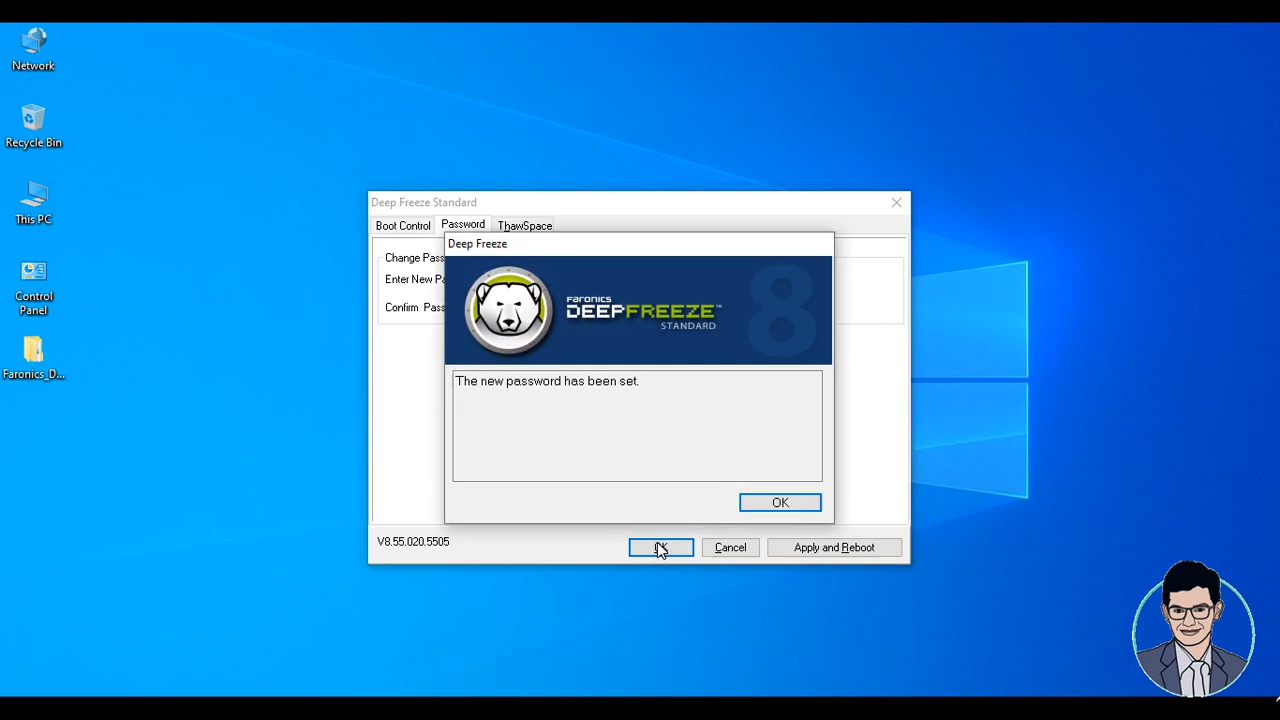 Network
Recycle Bin
This PC
Control
Panel
Faronics_D...
Deep Freeze Standard
Boot Control Password ThawSpace
Change Pass
Enter New Pa
Confirm Pass
Deep Freeze
FARONICS
DEEPFREEZE™
STANDARD
8
The new password has been set.
OK
V8.55.020.5505
Cancel Apply and Reboot